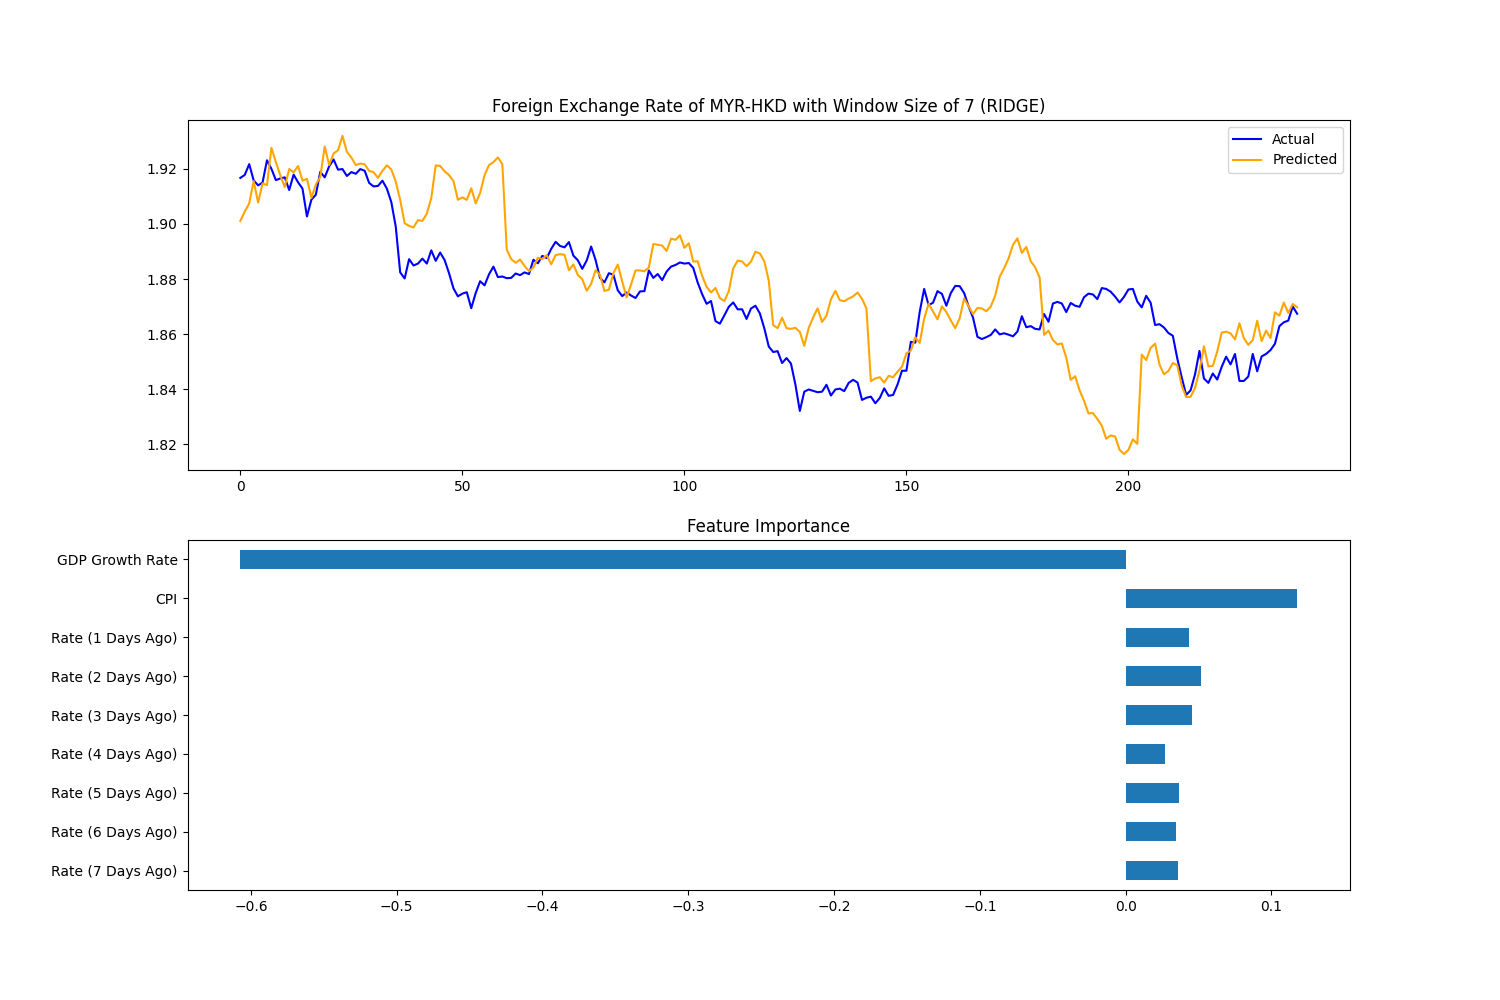 Foreign Exchange Rate of MYR-HKD with Window Size of 7 (RIDGE)
Actual
Predicted
1.92
1.90
1.88
1.86
1.84
1.82
0 50 100 150 200
Feature Importance
GDP Growth Rate
CPI
Rate (1 Days Ago)
Rate (2 Days Ago)
Rate (3 Days Ago)
Rate (4 Days Ago)
Rate (5 Days Ago)
Rate (6 Days Ago)
Rate (7 Days Ago)
−0.6 −0.5 −0.4 −0.3 −0.2 −0.1 0.0 0.1